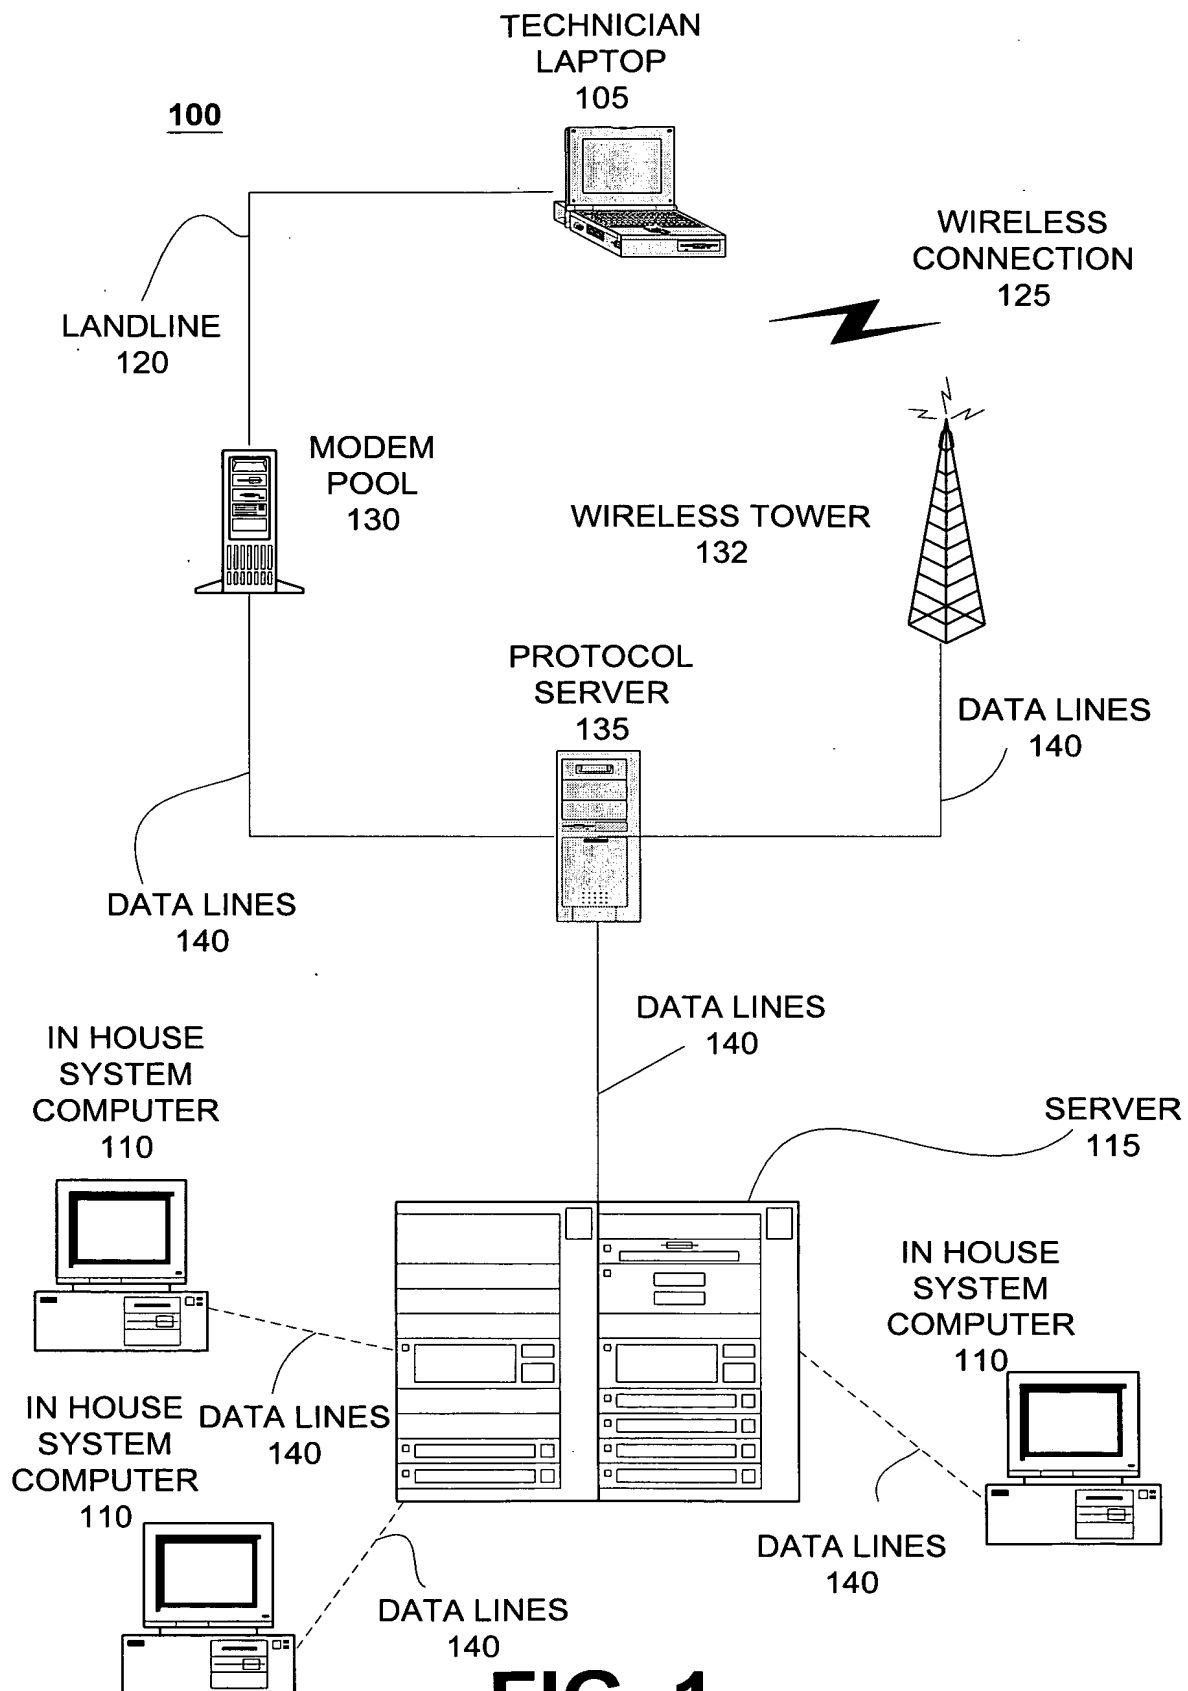 TECHNICIAN
LAPTOP
105
100
WIRELESS
CONNECTION
125
LANDLINE
120
MODEM
POOL
130
WIRELESS TOWER
132
PROTOCOL
SERVER
135
DATA LINES
140
DATA LINES
140
DATA LINES
140
IN HOUSE
SYSTEM
COMPUTER
110
SERVER
115
IN HOUSE
SYSTEM
COMPUTER
110
DATA LINES
140
IN HOUSE
SYSTEM
COMPUTER
110
DATA LINES
140
DATA LINES
140
FIG. 1